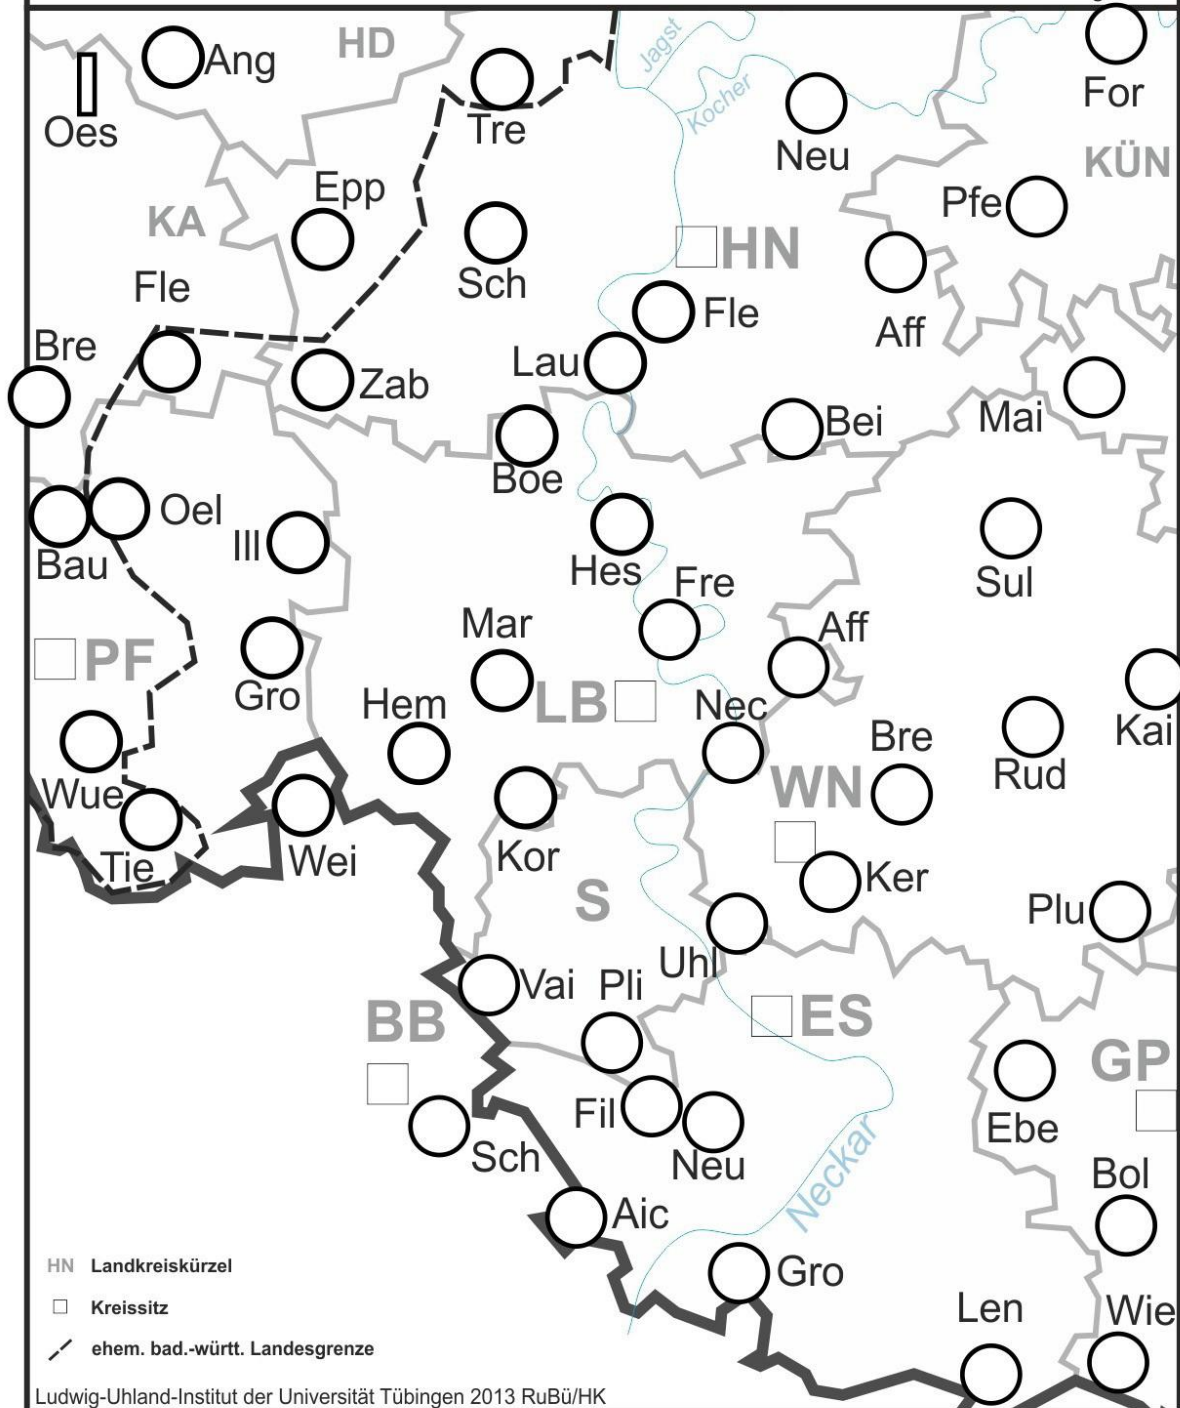 Ang
HD
Oes
Tre
Jagst
Kocher
Neu
For
KÜN
Epp
KA
Sch
HN
Pfe
Fle
Fle
Aff
Bre
Zab
Lau
Mai
Bei
Boe
Oel
Ill
Bau
Hes
Sul
Fre
Mar
Aff
PF
Gro
Hem
LB
Nec
Bre
Kai
Rud
Wue
WN
Tie
Wei
Kor
Ker
S
Plu
Uhl
Vai
Pli
BB
ES
GP
Fil
Ebe
Sch
Neu
Neckar
Bol
Aic
Gro
Len
Wie
HN Landkreiskürzel
Kreissitz
ehem. bad.-württ. Landesgrenze
Ludwig-Uhland-Institut der Universität Tübingen 2013 RuBü/HK